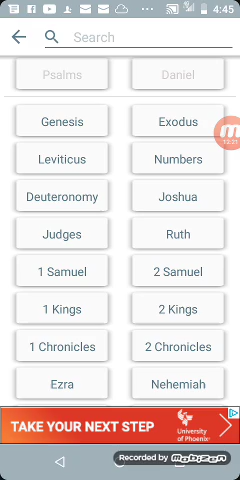 4:45
Search
Psalms Daniel
Genesis Exodus
Leviticus Numbers
Deuteronomy Joshua
Judges Ruth
1 Samuel 2 Samuel
1 Kings 2 Kings
1 Chronicles 2 Chronicles
Ezra Nehemiah
TAKE YOUR NEXT STEP
University of Phoenix
Recorded by mobizen